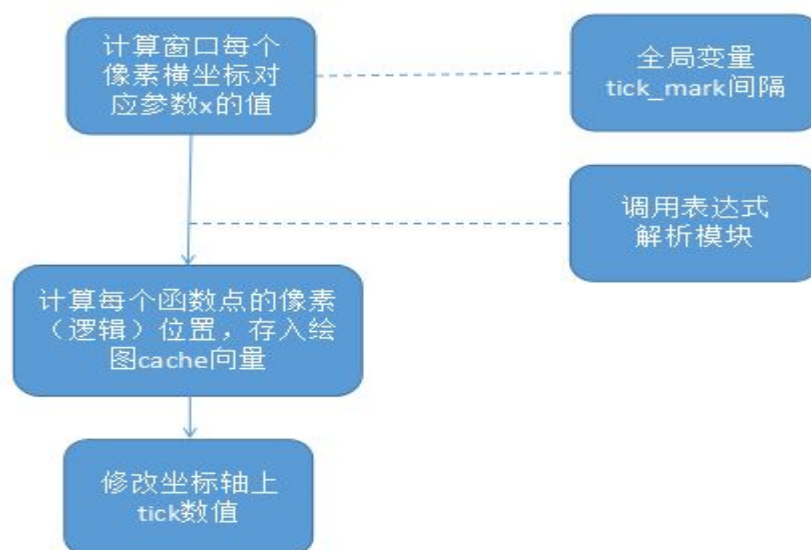 计算窗口每个
像素横坐标对
应参数x的值
全局变量
tick_mark间隔
调用表达式
解析模块
计算每个函数点的像素
（逻辑）位置，存入绘
图cache向量
修改坐标轴上
tick数值